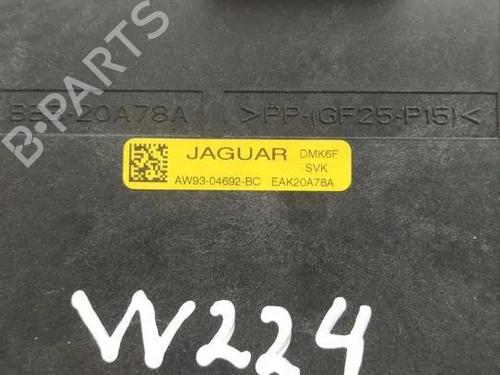 20A78A
>PP-(GF25-P15)<
JAGUAR DMK6F
SVK
AW93-04692-BC EAK20A78A
W224
B-PARTS